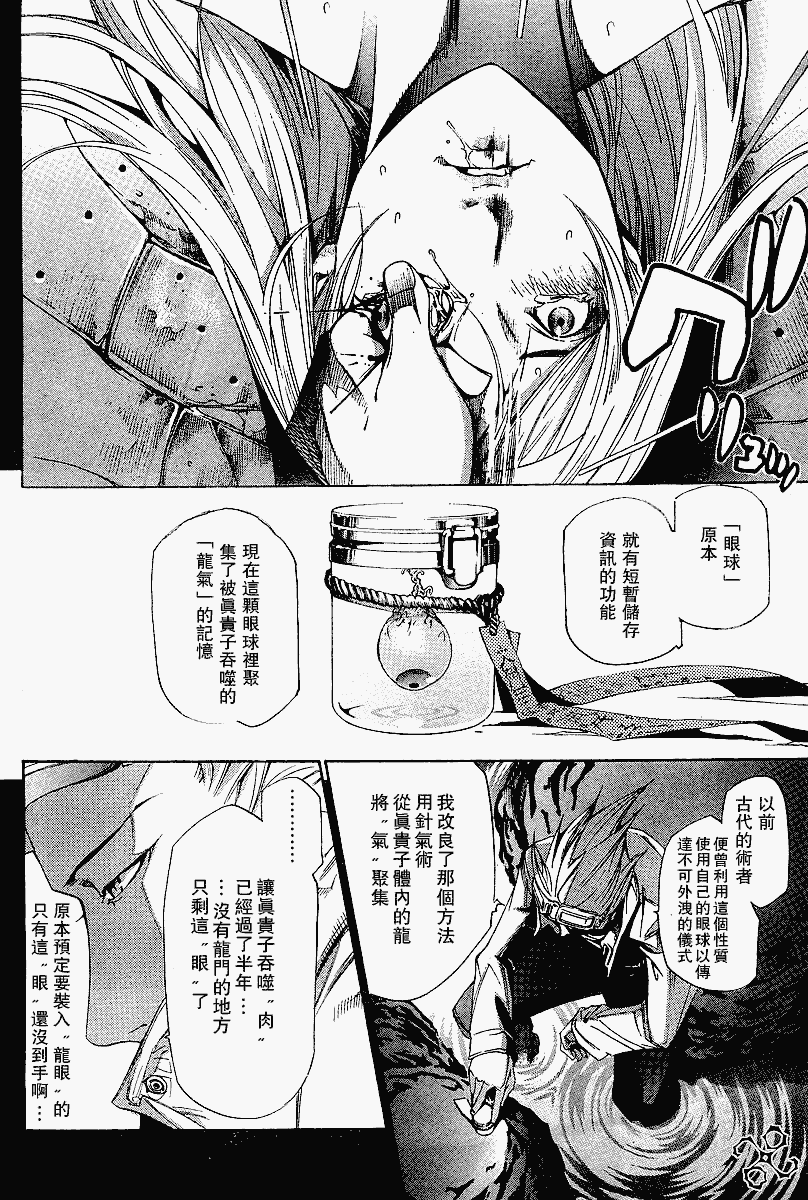 「眼球」
原本
就有短暫儲存
資訊的功能
現在這顆眼球裡聚
集了被眞貴子吞噬的
「龍氣」的記憶
以前
古代的術者
便曾利用這個性質
使用自己的眼球以傳
達不可外洩的儀式
我改良了那個方法
用針氣術
從眞貴子體內的龍
將〝氣〞聚集
…………
讓眞貴子吞噬〝肉〞
已經過了半年…
…沒有龍門的地方
只剩這〝眼〞了
原本預定要裝入〝龍眼〞的
只有這〝眼〞還沒到手啊…